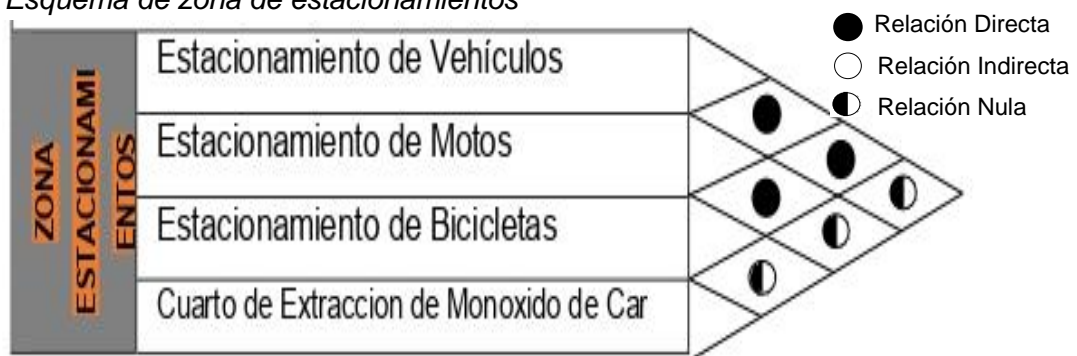 Esquema de zona de estacionamientos
Relación Directa
Relación Indirecta
Relación Nula
ZONA
ESTACIONAMI
ENTOS
Estacionamiento de Vehículos
Estacionamiento de Motos
Estacionamiento de Bicicletas
Cuarto de Extraccion de Monoxido de Car